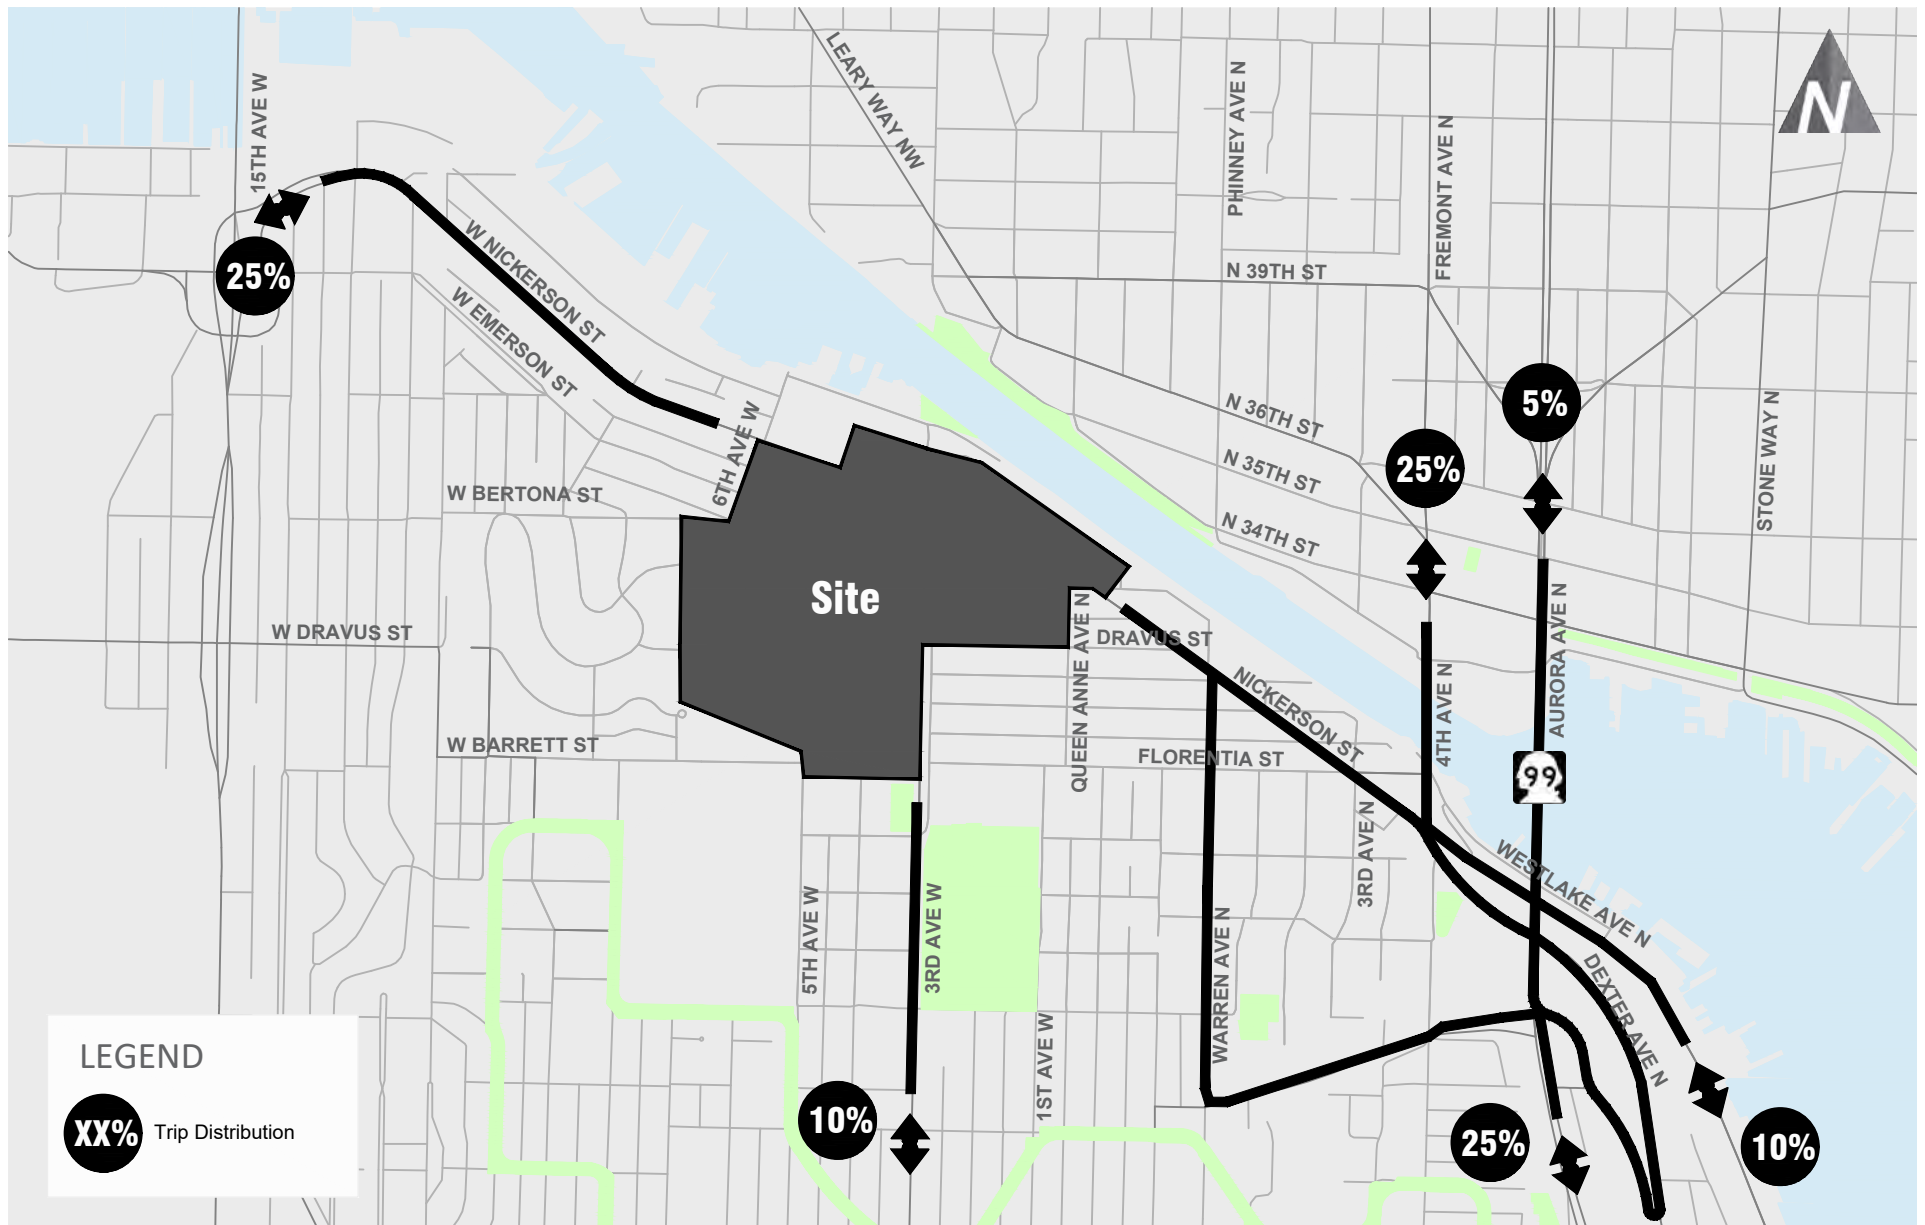 15TH AVE W
LEARY WAY NW
PHINNEY AVE N
FREMONT AVE N
N
W NICKERSON ST
25%
N 39TH ST
W EMERSON ST
5%
6TH AVE W
N 36TH ST
STONE WAY N
25%
N 35TH ST
W BERTONA ST
N 34TH ST
Site
W DRAVUS ST
DRAVUS ST
QUEEN ANNE AVE N
AURORA AVE N
NICKERSON ST
4TH AVE N
W BARRETT ST
FLORENTIA ST
99
3RD AVE N
WESTLAKE AVE N
5TH AVE W
3RD AVE W
WARREN AVE N
DEXTER AVE N
1ST AVE W
LEGEND
XX% Trip Distribution
10%
25%
10%